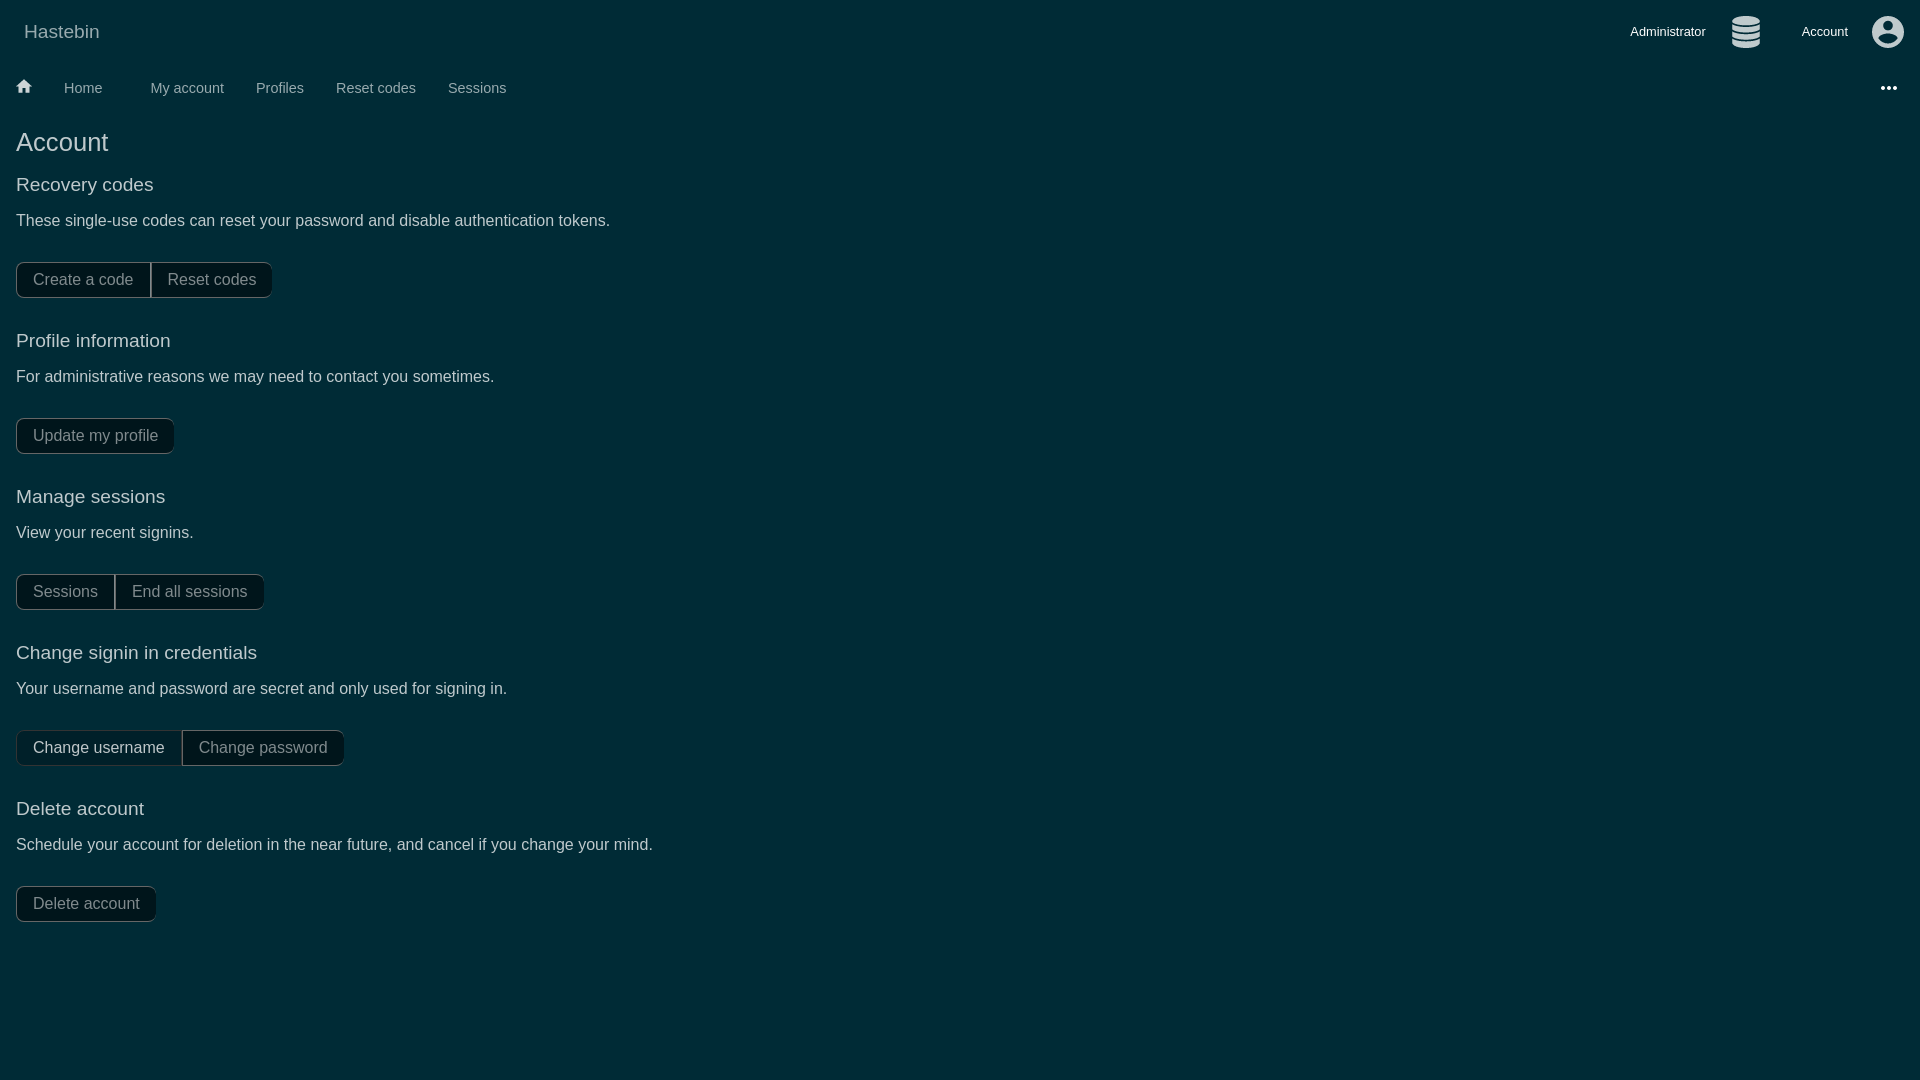 Hastebin
Administrator
Account
Home
My account
Profiles
Reset codes
Sessions
Account
Recovery codes
These single-use codes can reset your password and disable authentication tokens.
Create a code
Reset codes
Profile information
For administrative reasons we may need to contact you sometimes.
Update my profile
Manage sessions
View your recent signins.
Sessions
End all sessions
Change signin in credentials
Your username and password are secret and only used for signing in.
Change username
Change password
Delete account
Schedule your account for deletion in the near future, and cancel if you change your mind.
Delete account